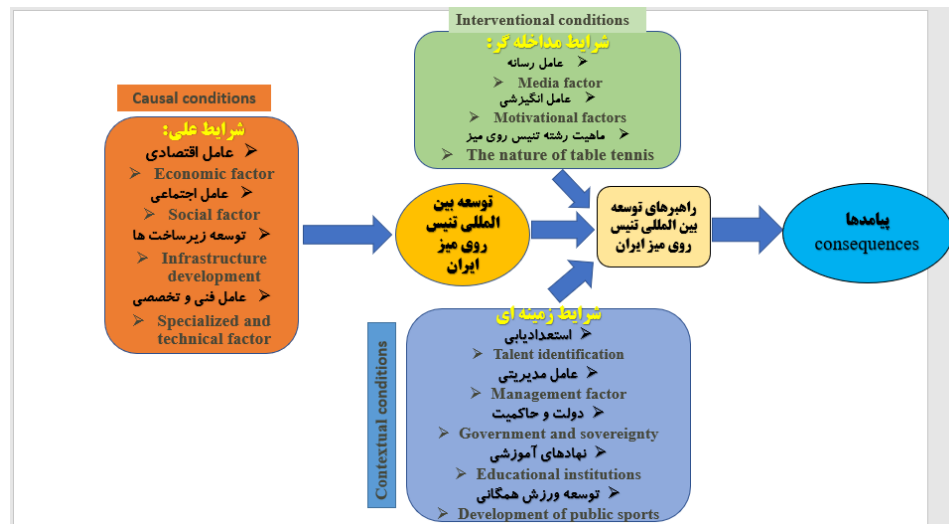 Interventional conditions
شرایط مداخله گر:
عامل رسانه
Media factor
عامل انگیزشی
Motivational factors
ماهیت رشته تنیس روی میز
The nature of table tennis
Causal conditions
شرایط علی:
عامل اقتصادی
Economic factor
عامل اجتماعی
Social factor
توسعه زیرساخت ها
Infrastructure
development
عامل فنی و تخصصی
Specialized and
technical factor
توسعه بین
المللی تنیس
روی میز
ایران
راهبرهای توسعه
بین المللی تنیس
روی میز ایران
پیامدها
consequences
Contextual conditions
شرایط زمینه ای
استعدادیابی
Talent identification
عامل مدیریتی
Management factor
دولت و حاکمیت
Government and sovereignty
نهادهای آموزشی
Educational institutions
توسعه ورزش همگانی
Development of public sports